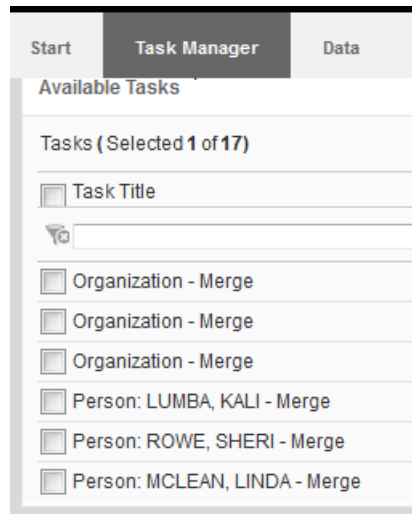 Start Task Manager Data
Available Tasks
Tasks ( Selected 1 of 17)
Task Title
Organization - Merge
Organization - Merge
Organization - Merge
Person: LUMBA, KALI - Merge
Person: ROWE, SHERI - Merge
Person: MCLEAN, LINDA - Merge